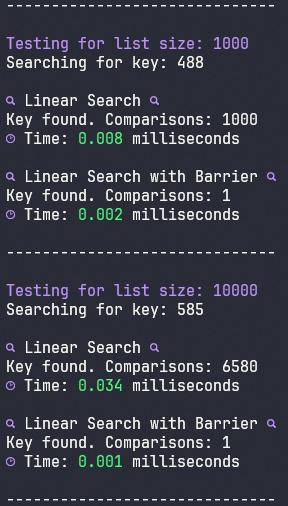 ------------------------------
Testing for list size: 1000
Searching for key: 488
Linear Search
Key found. Comparisons: 1000
Time: 0.008 milliseconds
Linear Search with Barrier
Key found. Comparisons: 1
Time: 0.002 milliseconds
------------------------------
Testing for list size: 10000
Searching for key: 585
Linear Search
Key found. Comparisons: 6580
Time: 0.034 milliseconds
Linear Search with Barrier
Key found. Comparisons: 1
Time: 0.001 milliseconds
------------------------------